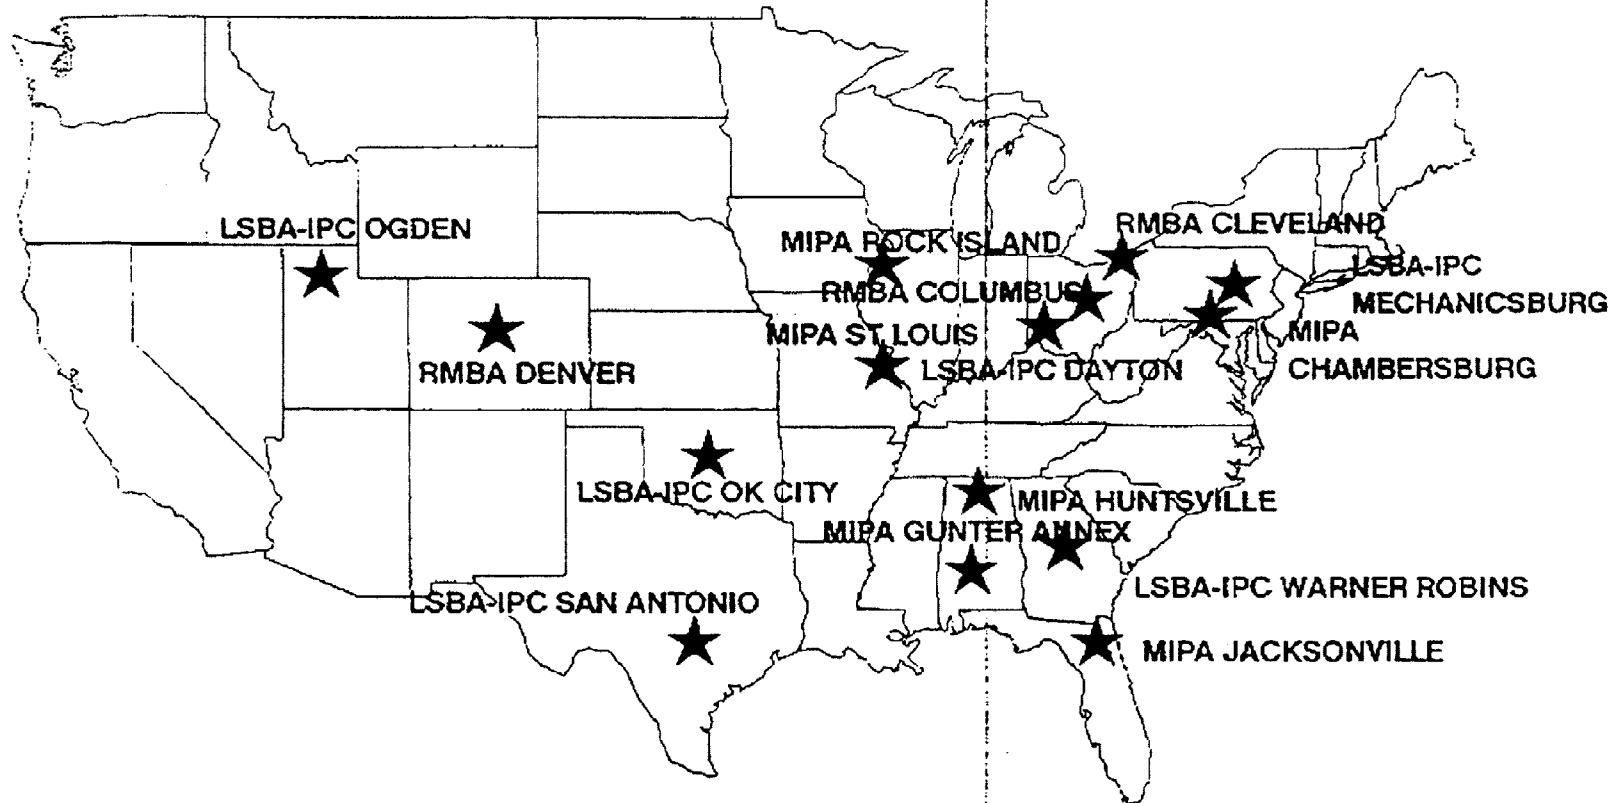 LSBA-IPC OGDEN
RMBA CLEVELAND
MIPA ROCK ISLAND
LSBA-IPC
MECHANICSBURG
RMBA COLUMBUS
MIPA ST. LOUIS
MIPA
CHAMBERSBURG
LSBA-IPC DAYTON
RMBA DENVER
LSBA-IPC OK CITY
MIPA HUNTSVILLE
MIPA GUNTER ANNEX
LSBA-IPC WARNER ROBINS
LSBA-IPC SAN ANTONIO
MIPA JACKSONVILLE